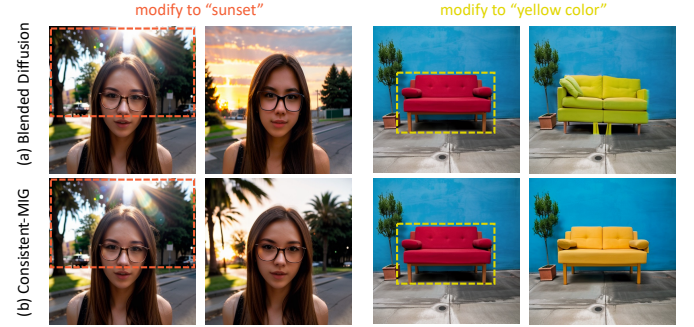 modify to “sunset”
modify to “yellow color”
(a) Blended Diffusion
(b) Consistent-MIG